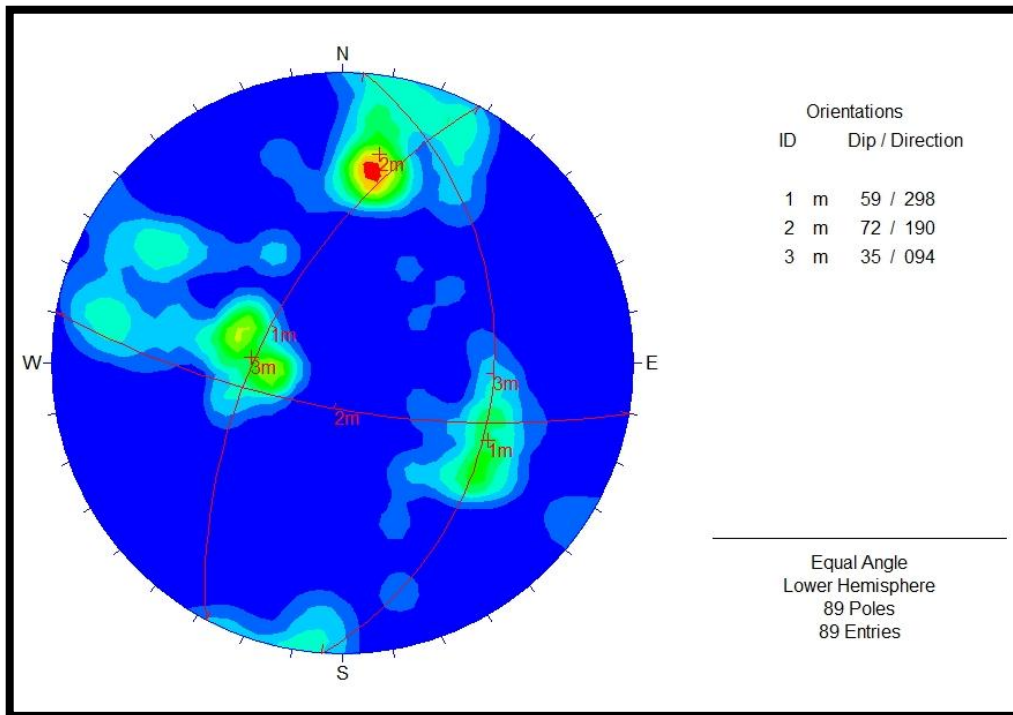 N
2m
W
1m
3m
2m
3m
1m
E
S
Orientations
ID Dip / Direction
1 m 59 / 298
2 m 72 / 190
3 m 35 / 094
Equal Angle
Lower Hemisphere
89 Poles
89 Entries